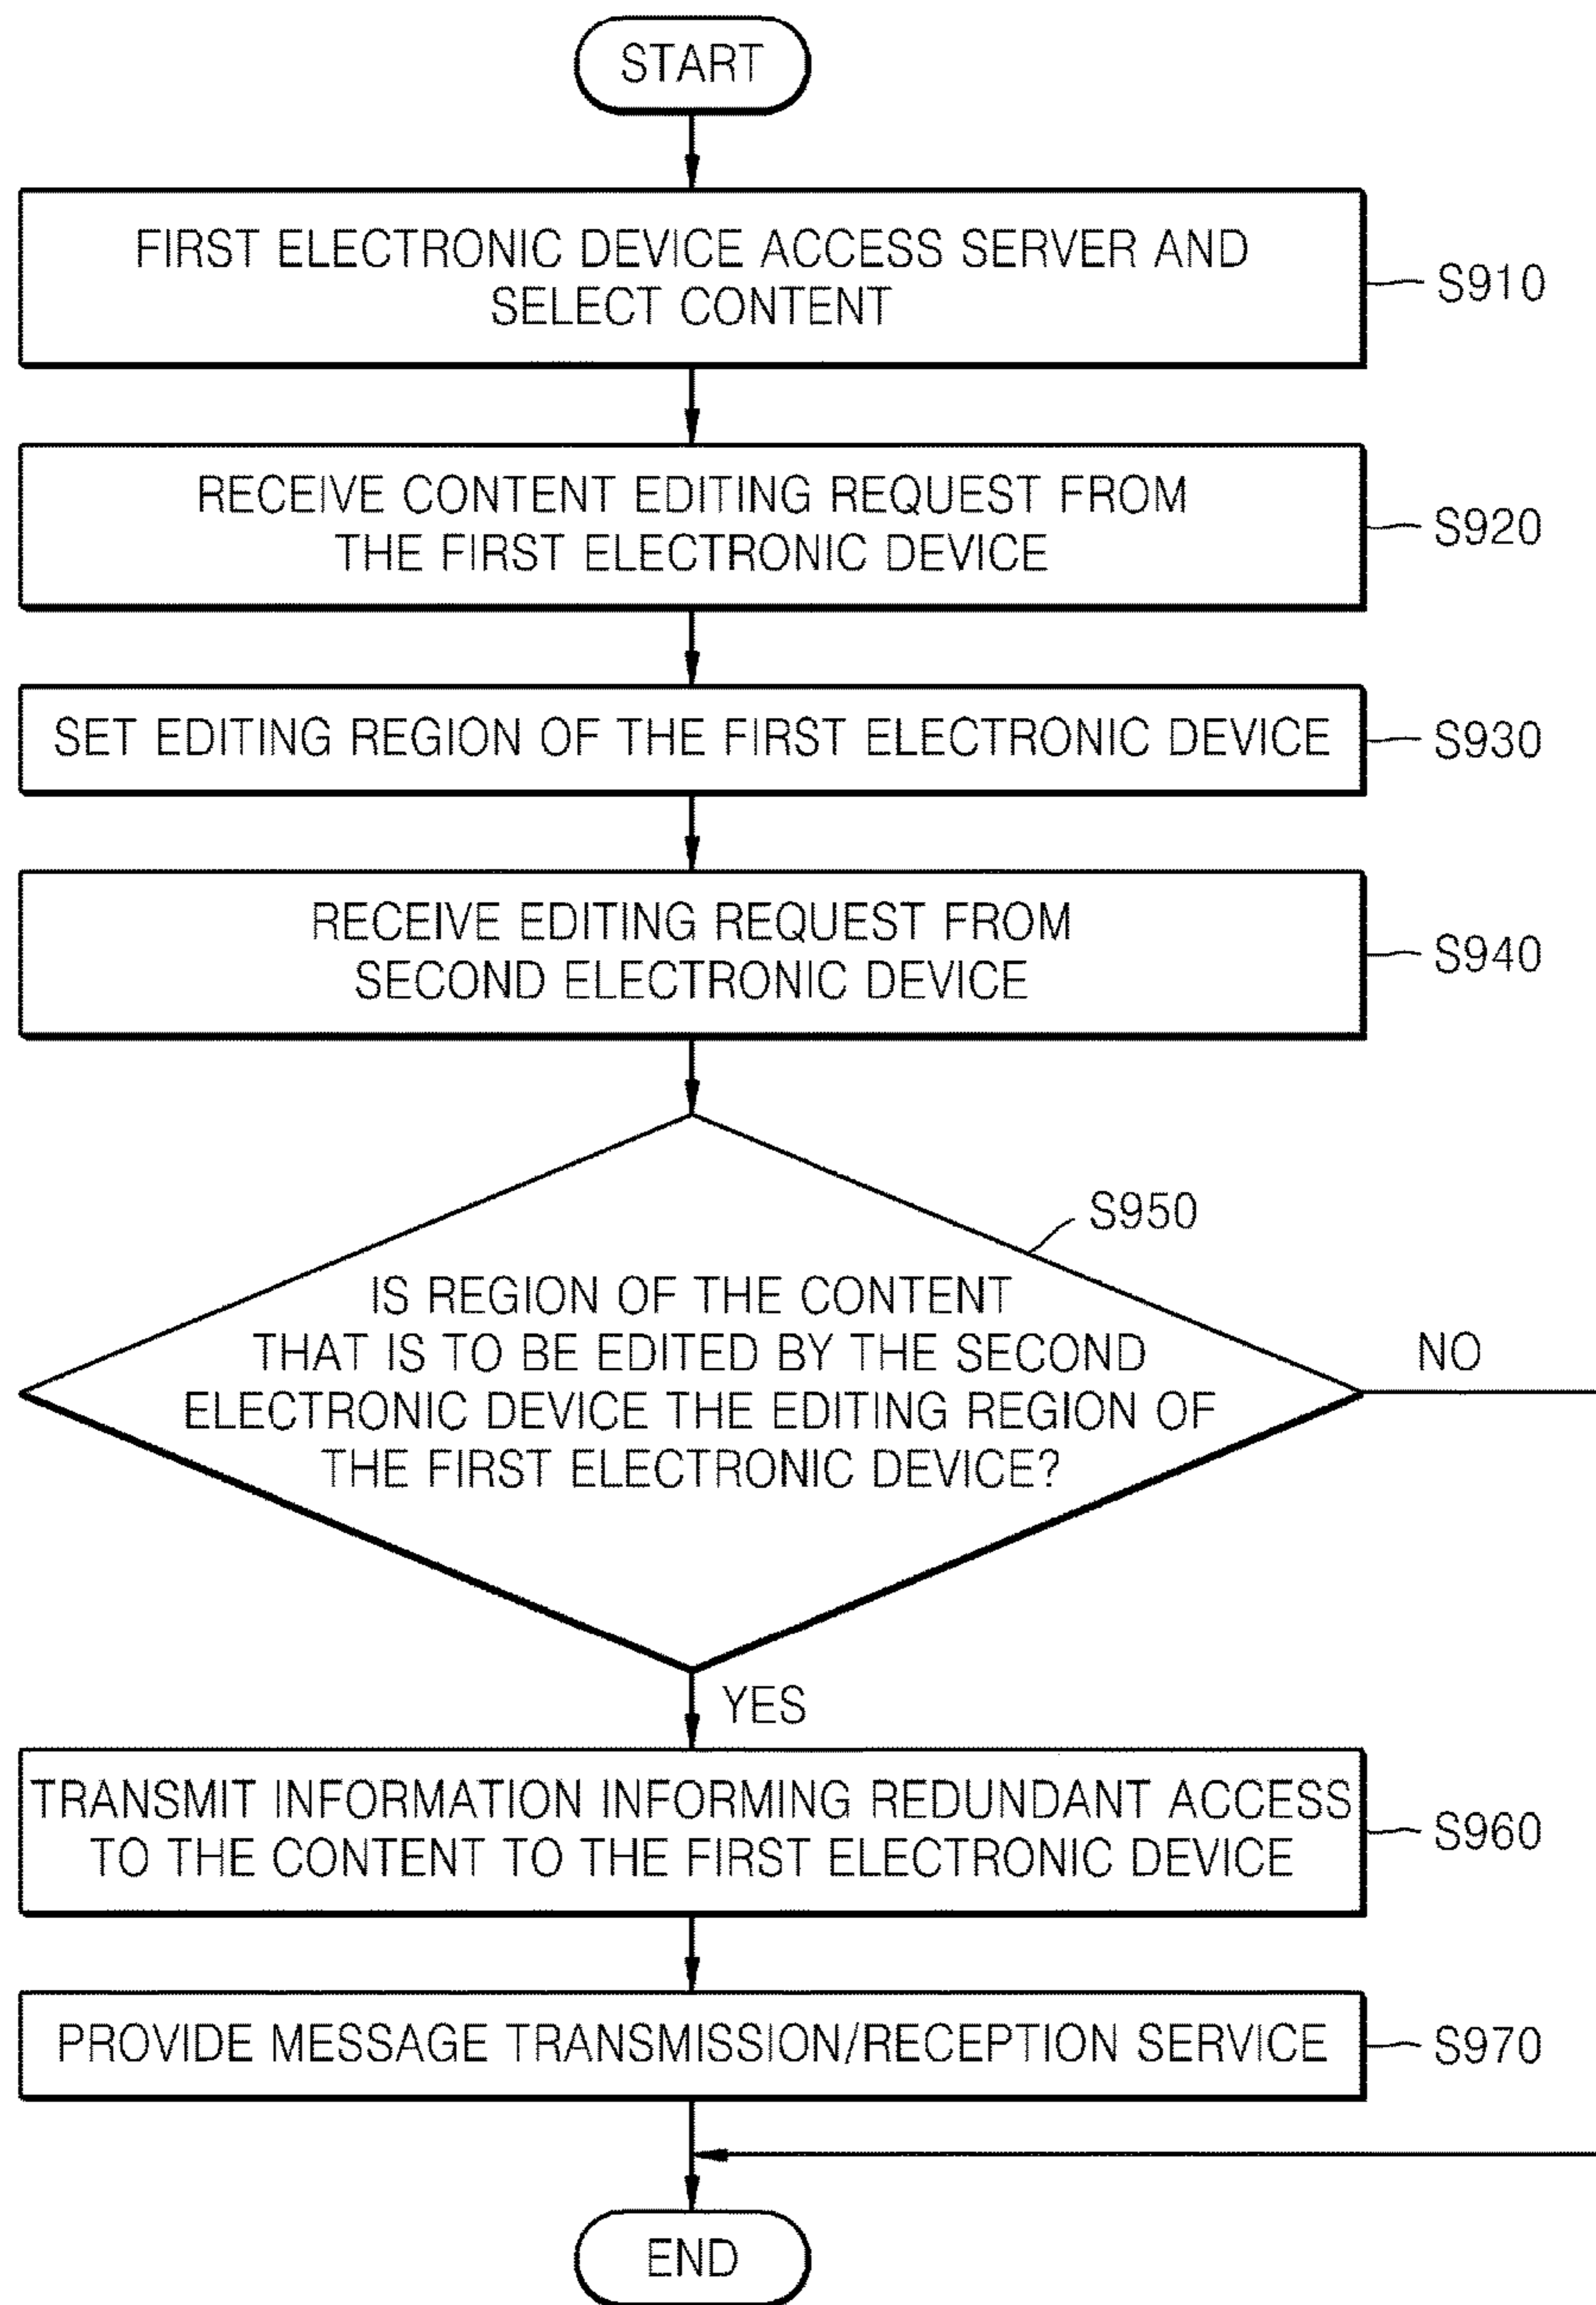 START
FIRST ELECTRONIC DEVICE ACCESS SERVER AND
SELECT CONTENT
S910
RECEIVE CONTENT EDITING REQUEST FROM
THE FIRST ELECTRONIC DEVICE
S920
SET EDITING REGION OF THE FIRST ELECTRONIC DEVICE
S930
RECEIVE EDITING REQUEST FROM
SECOND ELECTRONIC DEVICE
S940
S950
IS REGION OF THE CONTENT
THAT IS TO BE EDITED BY THE SECOND
ELECTRONIC DEVICE THE EDITING REGION OF
THE FIRST ELECTRONIC DEVICE?
NO
YES
TRANSMIT INFORMATION INFORMING REDUNDANT ACCESS
TO THE CONTENT TO THE FIRST ELECTRONIC DEVICE
S960
PROVIDE MESSAGE TRANSMISSION/RECEPTION SERVICE
S970
END